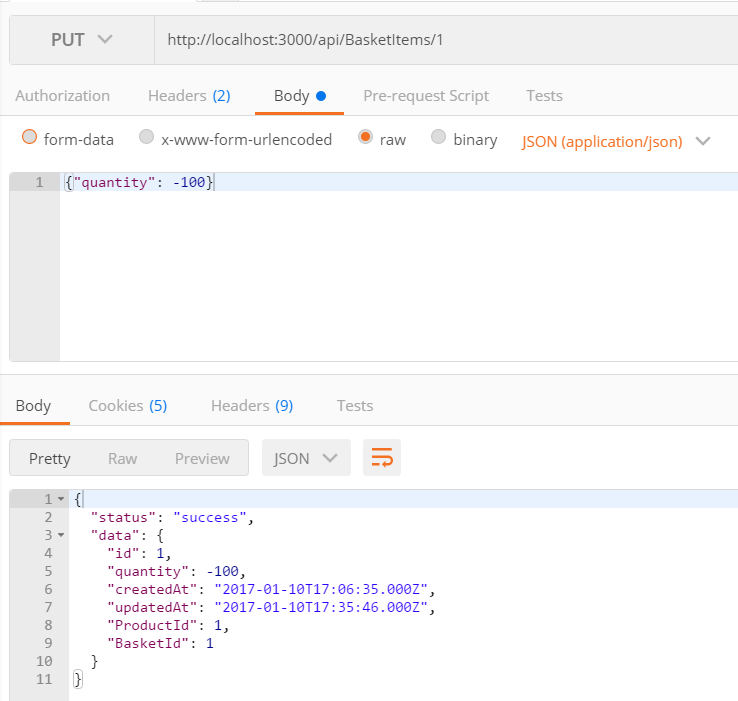 PUT http://localhost:3000/api/BasketItems/1
Authorization Headers (2) Body Pre-request Script Tests
form-data x-www-form-urlencoded raw binary JSON (application/json)
1 {"quantity": -100}
Body Cookies (5) Headers (9) Tests
Pretty Raw Preview JSON
1 {
2 "status": "success",
3 "data": {
4 "id": 1,
5 "quantity": -100,
6 "createdAt": "2017-01-10T17:06:35.000Z",
7 "updatedAt": "2017-01-10T17:35:46.000Z",
8 "ProductId": 1,
9 "BasketId": 1
10 }
11 }